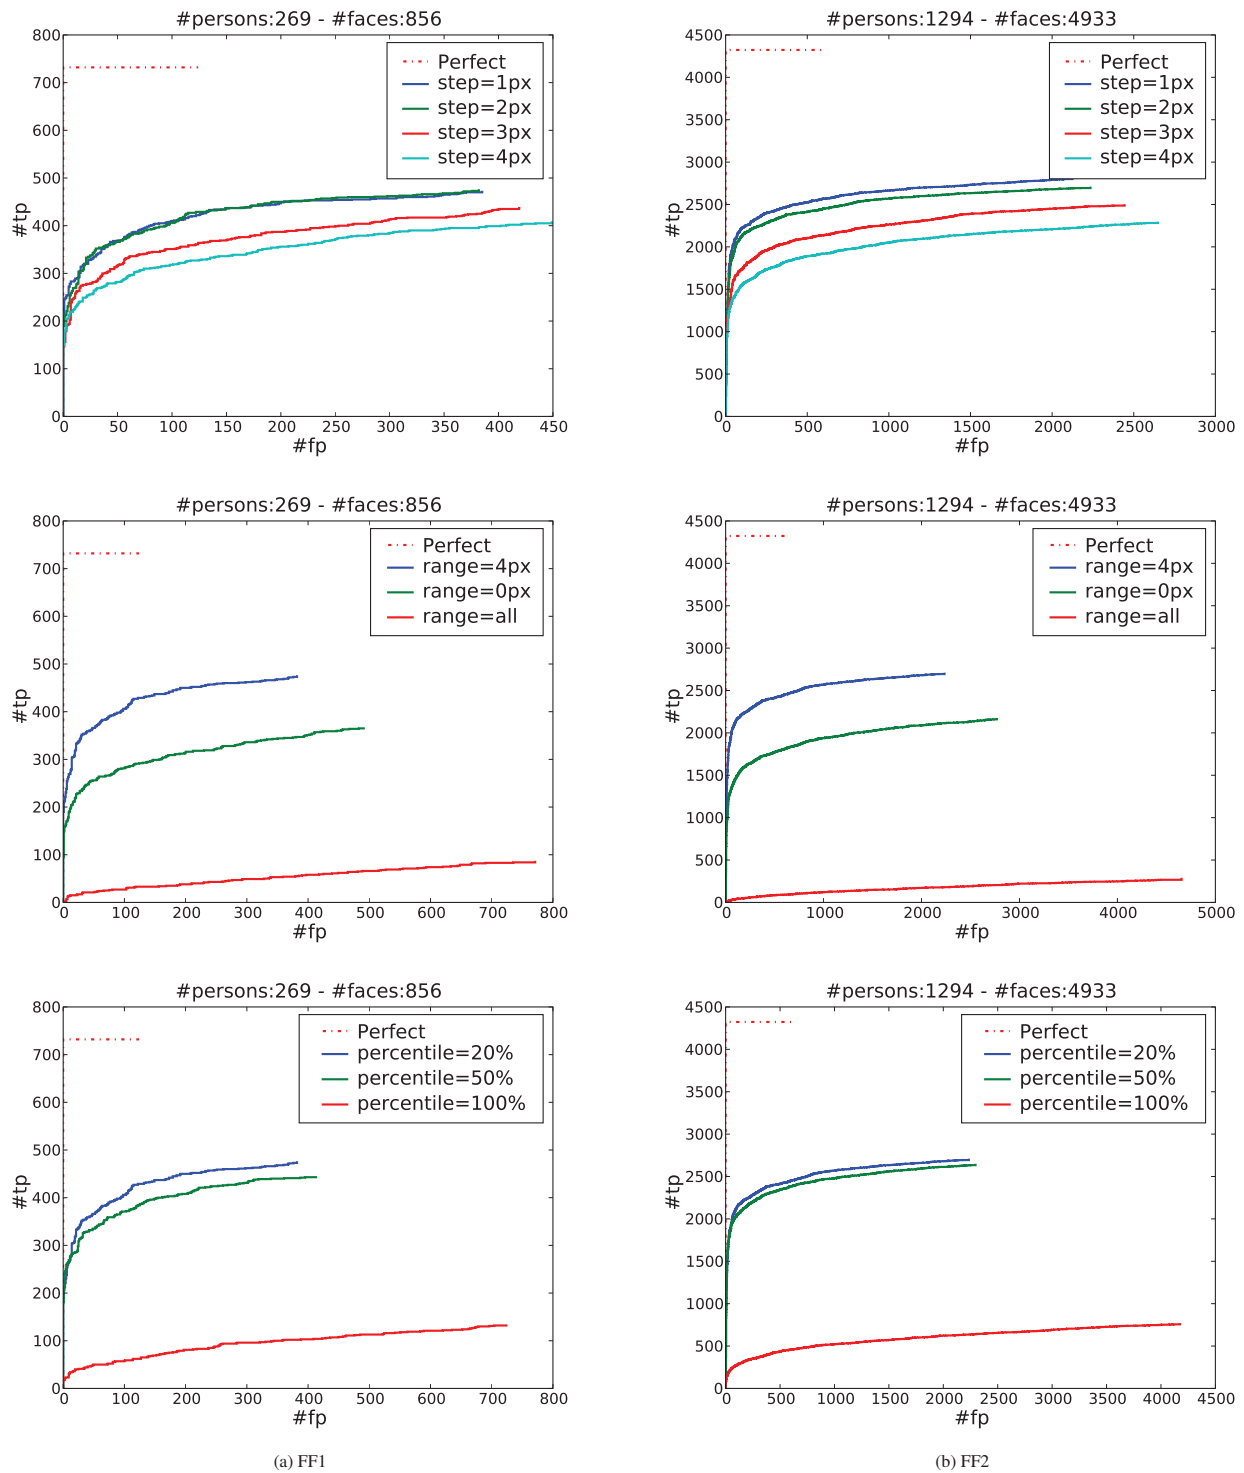 #persons:269 - #faces:856
800
700
600
500
400
300
200
100
0
#tp
Perfect
step=1px
step=2px
step=3px
step=4px
0 50 100 150 200 250 300 350 400 450
#fp
#persons:1294 - #faces:4933
4500
4000
3500
3000
2500
2000
1500
1000
500
0
#tp
Perfect
step=1px
step=2px
step=3px
step=4px
0 500 1000 1500 2000 2500 3000
#fp
#persons:269 - #faces:856
800
700
600
500
400
300
200
100
0
#tp
Perfect
range=4px
range=0px
range=all
0 100 200 300 400 500 600 700 800
#fp
#persons:1294 - #faces:4933
4500
4000
3500
3000
2500
2000
1500
1000
500
0
#tp
Perfect
range=4px
range=0px
range=all
0 1000 2000 3000 4000 5000
#fp
#persons:269 - #faces:856
800
700
600
500
400
300
200
100
0
#tp
Perfect
percentile=20%
percentile=50%
percentile=100%
0 100 200 300 400 500 600 700 800
#fp
(a) FF1
#persons:1294 - #faces:4933
4500
4000
3500
3000
2500
2000
1500
1000
500
0
#tp
Perfect
percentile=20%
percentile=50%
percentile=100%
0 500 1000 1500 2000 2500 3000 3500 4000 4500
#fp
(b) FF2